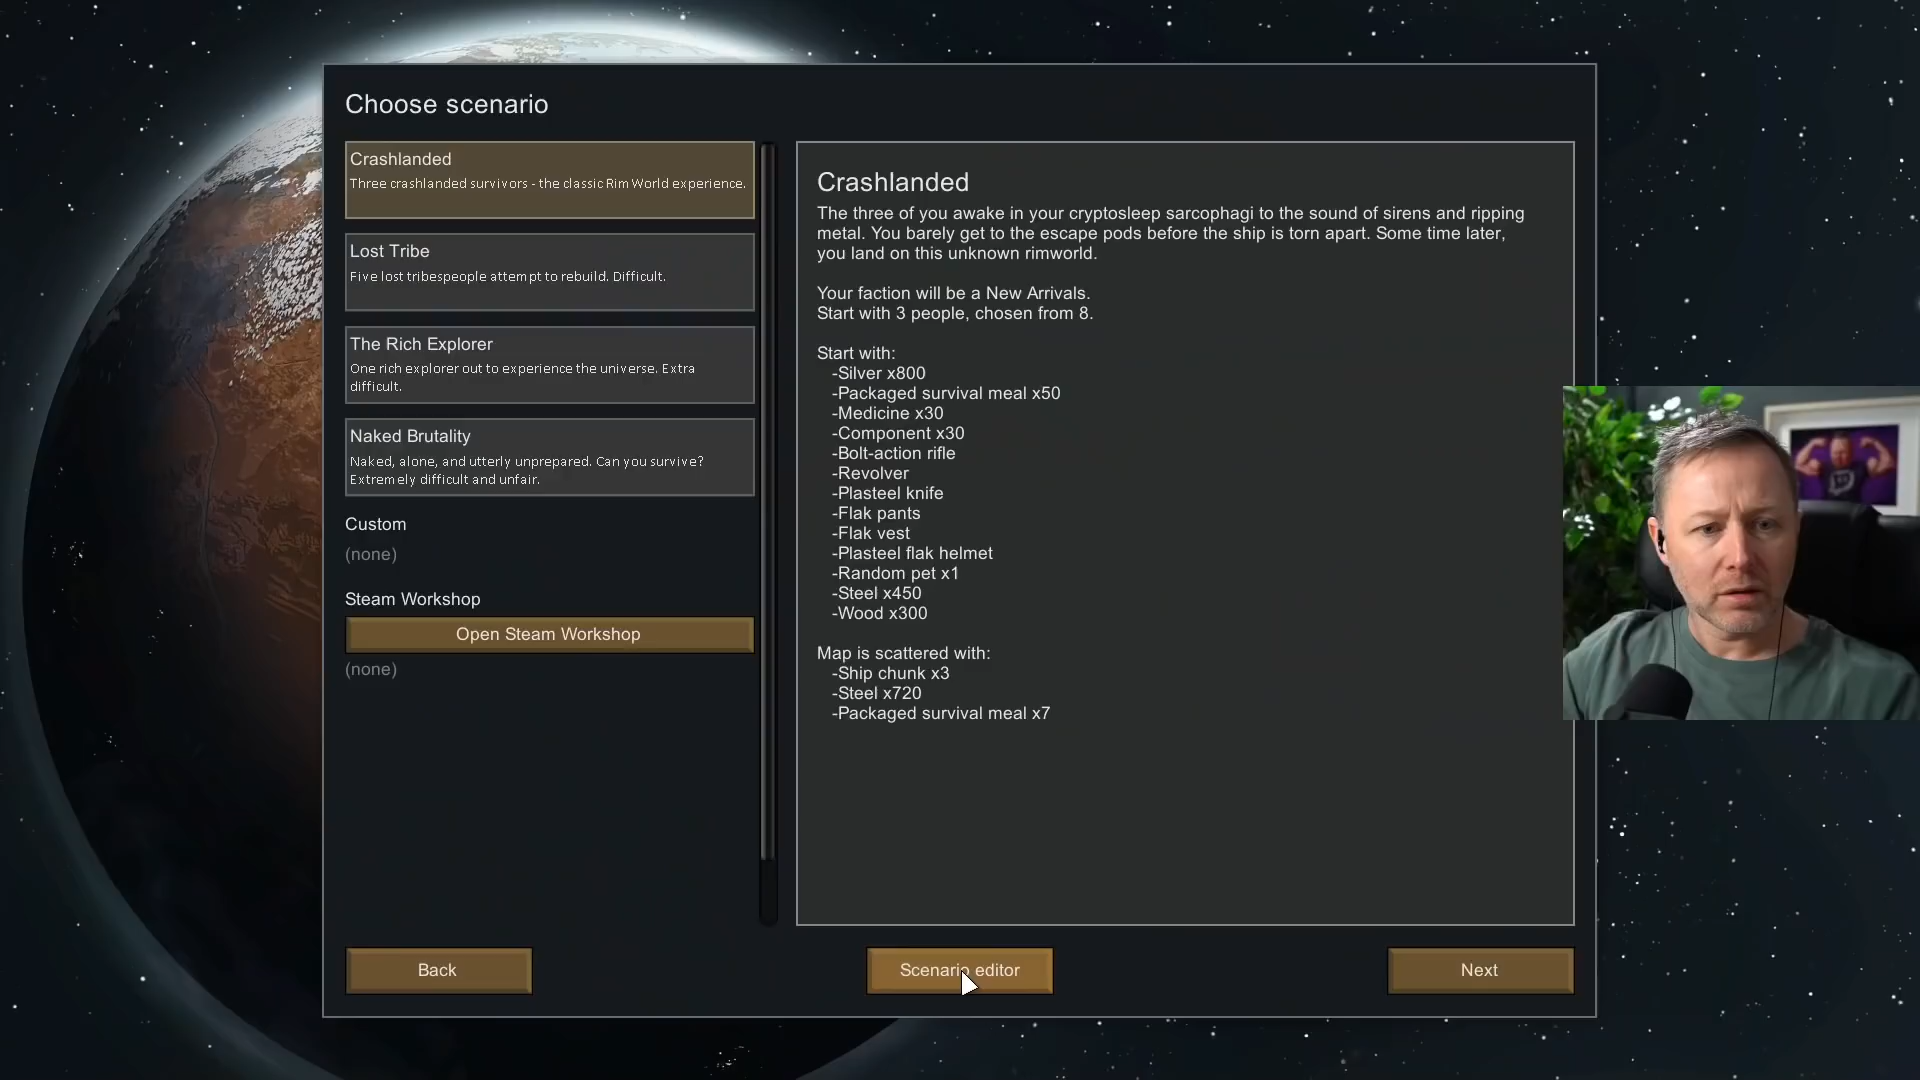 Choose scenario
Crashlanded
Three crashlanded survivors - the classic RimWorld experience.
Lost Tribe
Five lost tribespeople attempt to rebuild. Difficult.
The Rich Explorer
One rich explorer out to experience the universe. Extra
difficult.
Naked Brutality
Naked, alone, and utterly unprepared. Can you survive?
Extremely difficult and unfair.
Custom
(none)
Steam Workshop
Open Steam Workshop
(none)
Crashlanded
The three of you awake in your cryptosleep sarcophagi to the sound of sirens and ripping
metal. You barely get to the escape pods before the ship is torn apart. Some time later,
you land on this unknown rimworld.
Your faction will be a New Arrivals.
Start with 3 people, chosen from 8.
Start with:
-Silver x800
-Packaged survival meal x50
-Medicine x30
-Component x30
-Bolt-action rifle
-Revolver
-Plasteel knife
-Flak pants
-Flak vest
-Plasteel flak helmet
-Random pet x1
-Steel x450
-Wood x300
Map is scattered with:
-Ship chunk x3
-Steel x720
-Packaged survival meal x7
Back
Scenario editor
Next